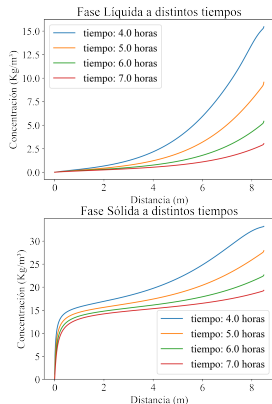 Fase Líquida a distintos tiempos
15.0
12.5
10.0
7.5
5.0
2.5
0.0
Concentración (Kg/m³)
tiempo: 4.0 horas
tiempo: 5.0 horas
tiempo: 6.0 horas
tiempo: 7.0 horas
0 2 4 6 8
Distancia (m)
Fase Sólida a distintos tiempos
30
25
20
15
10
5
0
Concentración (Kg/m³)
tiempo: 4.0 horas
tiempo: 5.0 horas
tiempo: 6.0 horas
tiempo: 7.0 horas
0 2 4 6 8
Distancia (m)